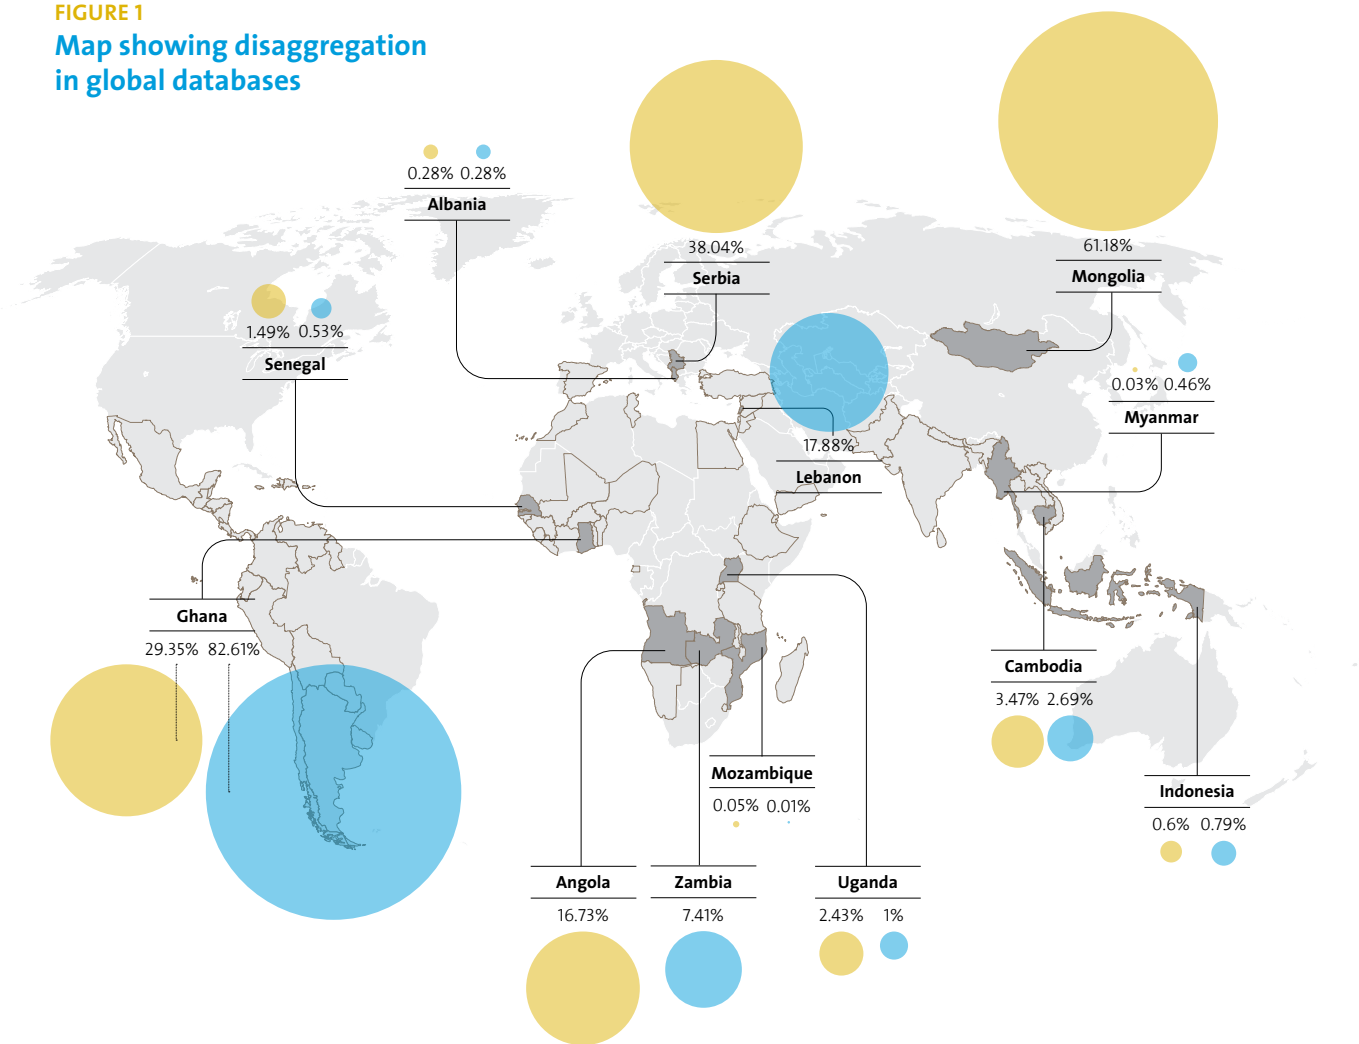 FIGURE 1
Map showing disaggregation
in global databases
0.28% 0.28%
Albania
38.04%
Serbia
61.18%
Mongolia
1.49% 0.53%
Senegal
0.03% 0.46%
Myanmar
17.88%
Lebanon
Ghana
29.35% 82.61%
Cambodia
3.47% 2.69%
Mozambique
0.05% 0.01%
Indonesia
0.6% 0.79%
Angola
16.73%
Zambia
7.41%
Uganda
2.43% 1%